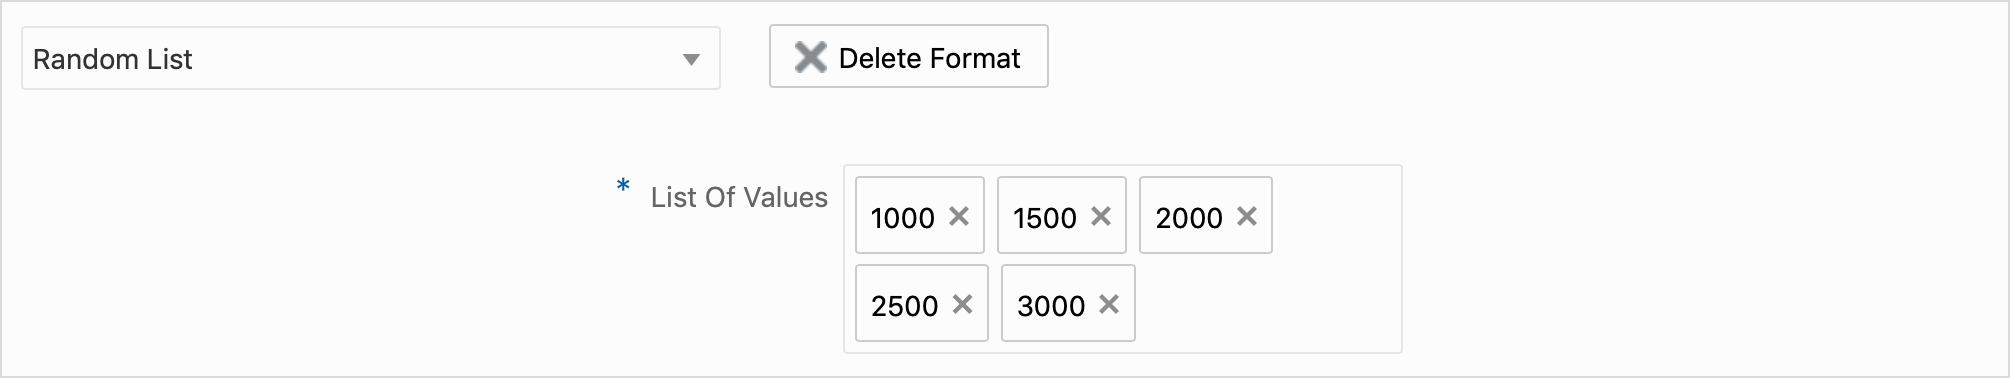 Random List
Delete Format
* List Of Values
1000 1500 2000
2500 3000